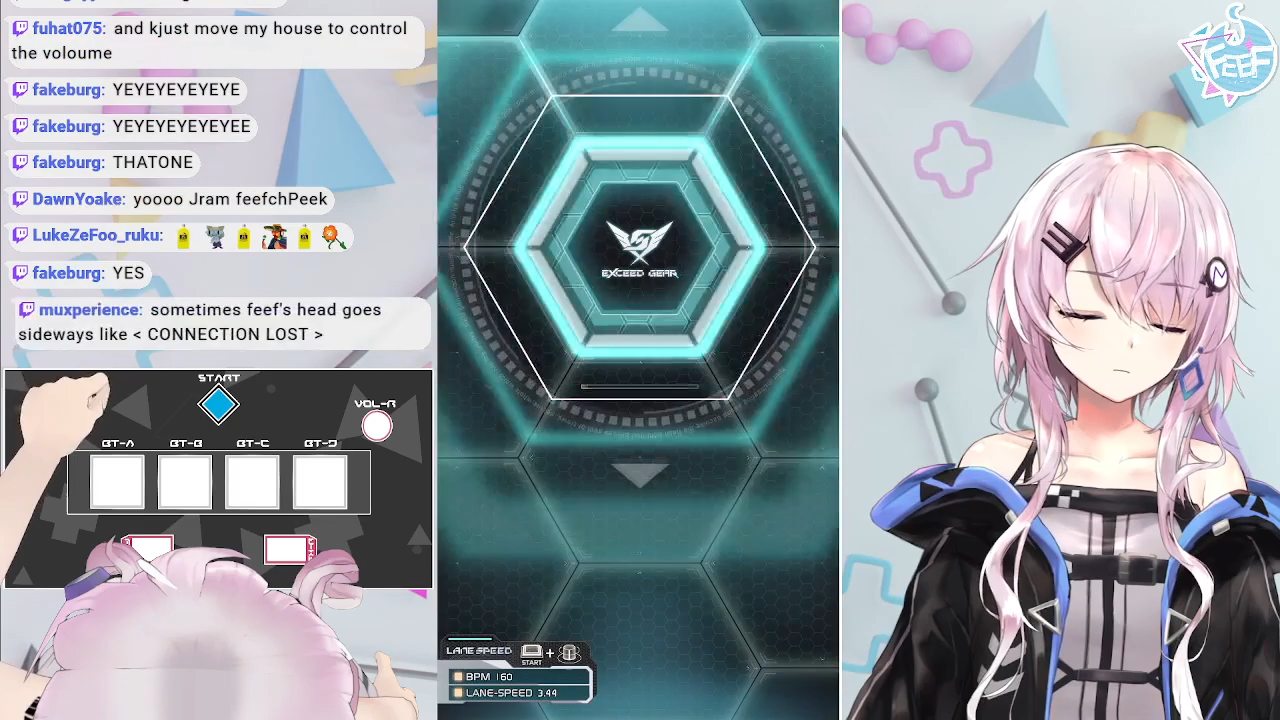 fuhat075: and kjust move my house to control
the voloume
fakeburg: YEYEYEYEYEYE
fakeburg: YEYEYEYEYEYEE
fakeburg: THATONE
DawnYoake: yoooo Jram feefchPeek
LukeZeFoo_ruku:
fakeburg: YES
muxperience: sometimes feef's head goes
sideways like < CONNECTION LOST >
START
VOL-R
BT-A BT-B BT-C BT-D
EXCEED GEAR
LANE SPEED
START
+
BPM 160
LANE-SPEED 3.44
FEEF